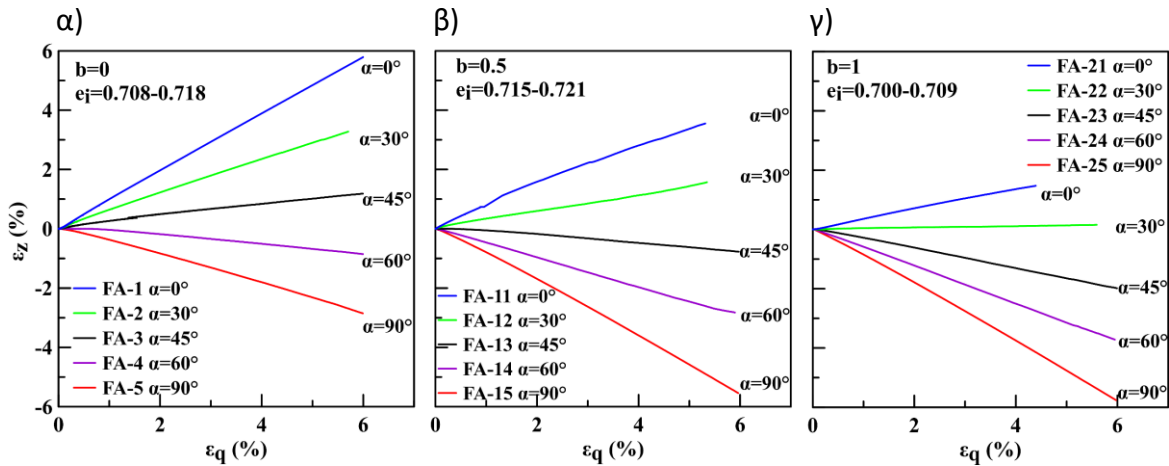 α)
6
4
2
0
-2
-4
-6
εz (%)
b=0
ei=0.708-0.718
α=0°
α=30°
α=45°
α=60°
α=90°
FA-1 α=0°
FA-2 α=30°
FA-3 α=45°
FA-4 α=60°
FA-5 α=90°
0 2 4 6
εq (%)
β)
b=0.5
ei=0.715-0.721
α=0°
α=30°
α=45°
α=60°
α=90°
FA-11 α=0°
FA-12 α=30°
FA-13 α=45°
FA-14 α=60°
FA-15 α=90°
0 2 4 6
εq (%)
γ)
b=1
ei=0.700-0.709
FA-21 α=0°
FA-22 α=30°
FA-23 α=45°
FA-24 α=60°
FA-25 α=90°
α=0°
α=30°
α=45°
α=60°
α=90°
0 2 4 6
εq (%)